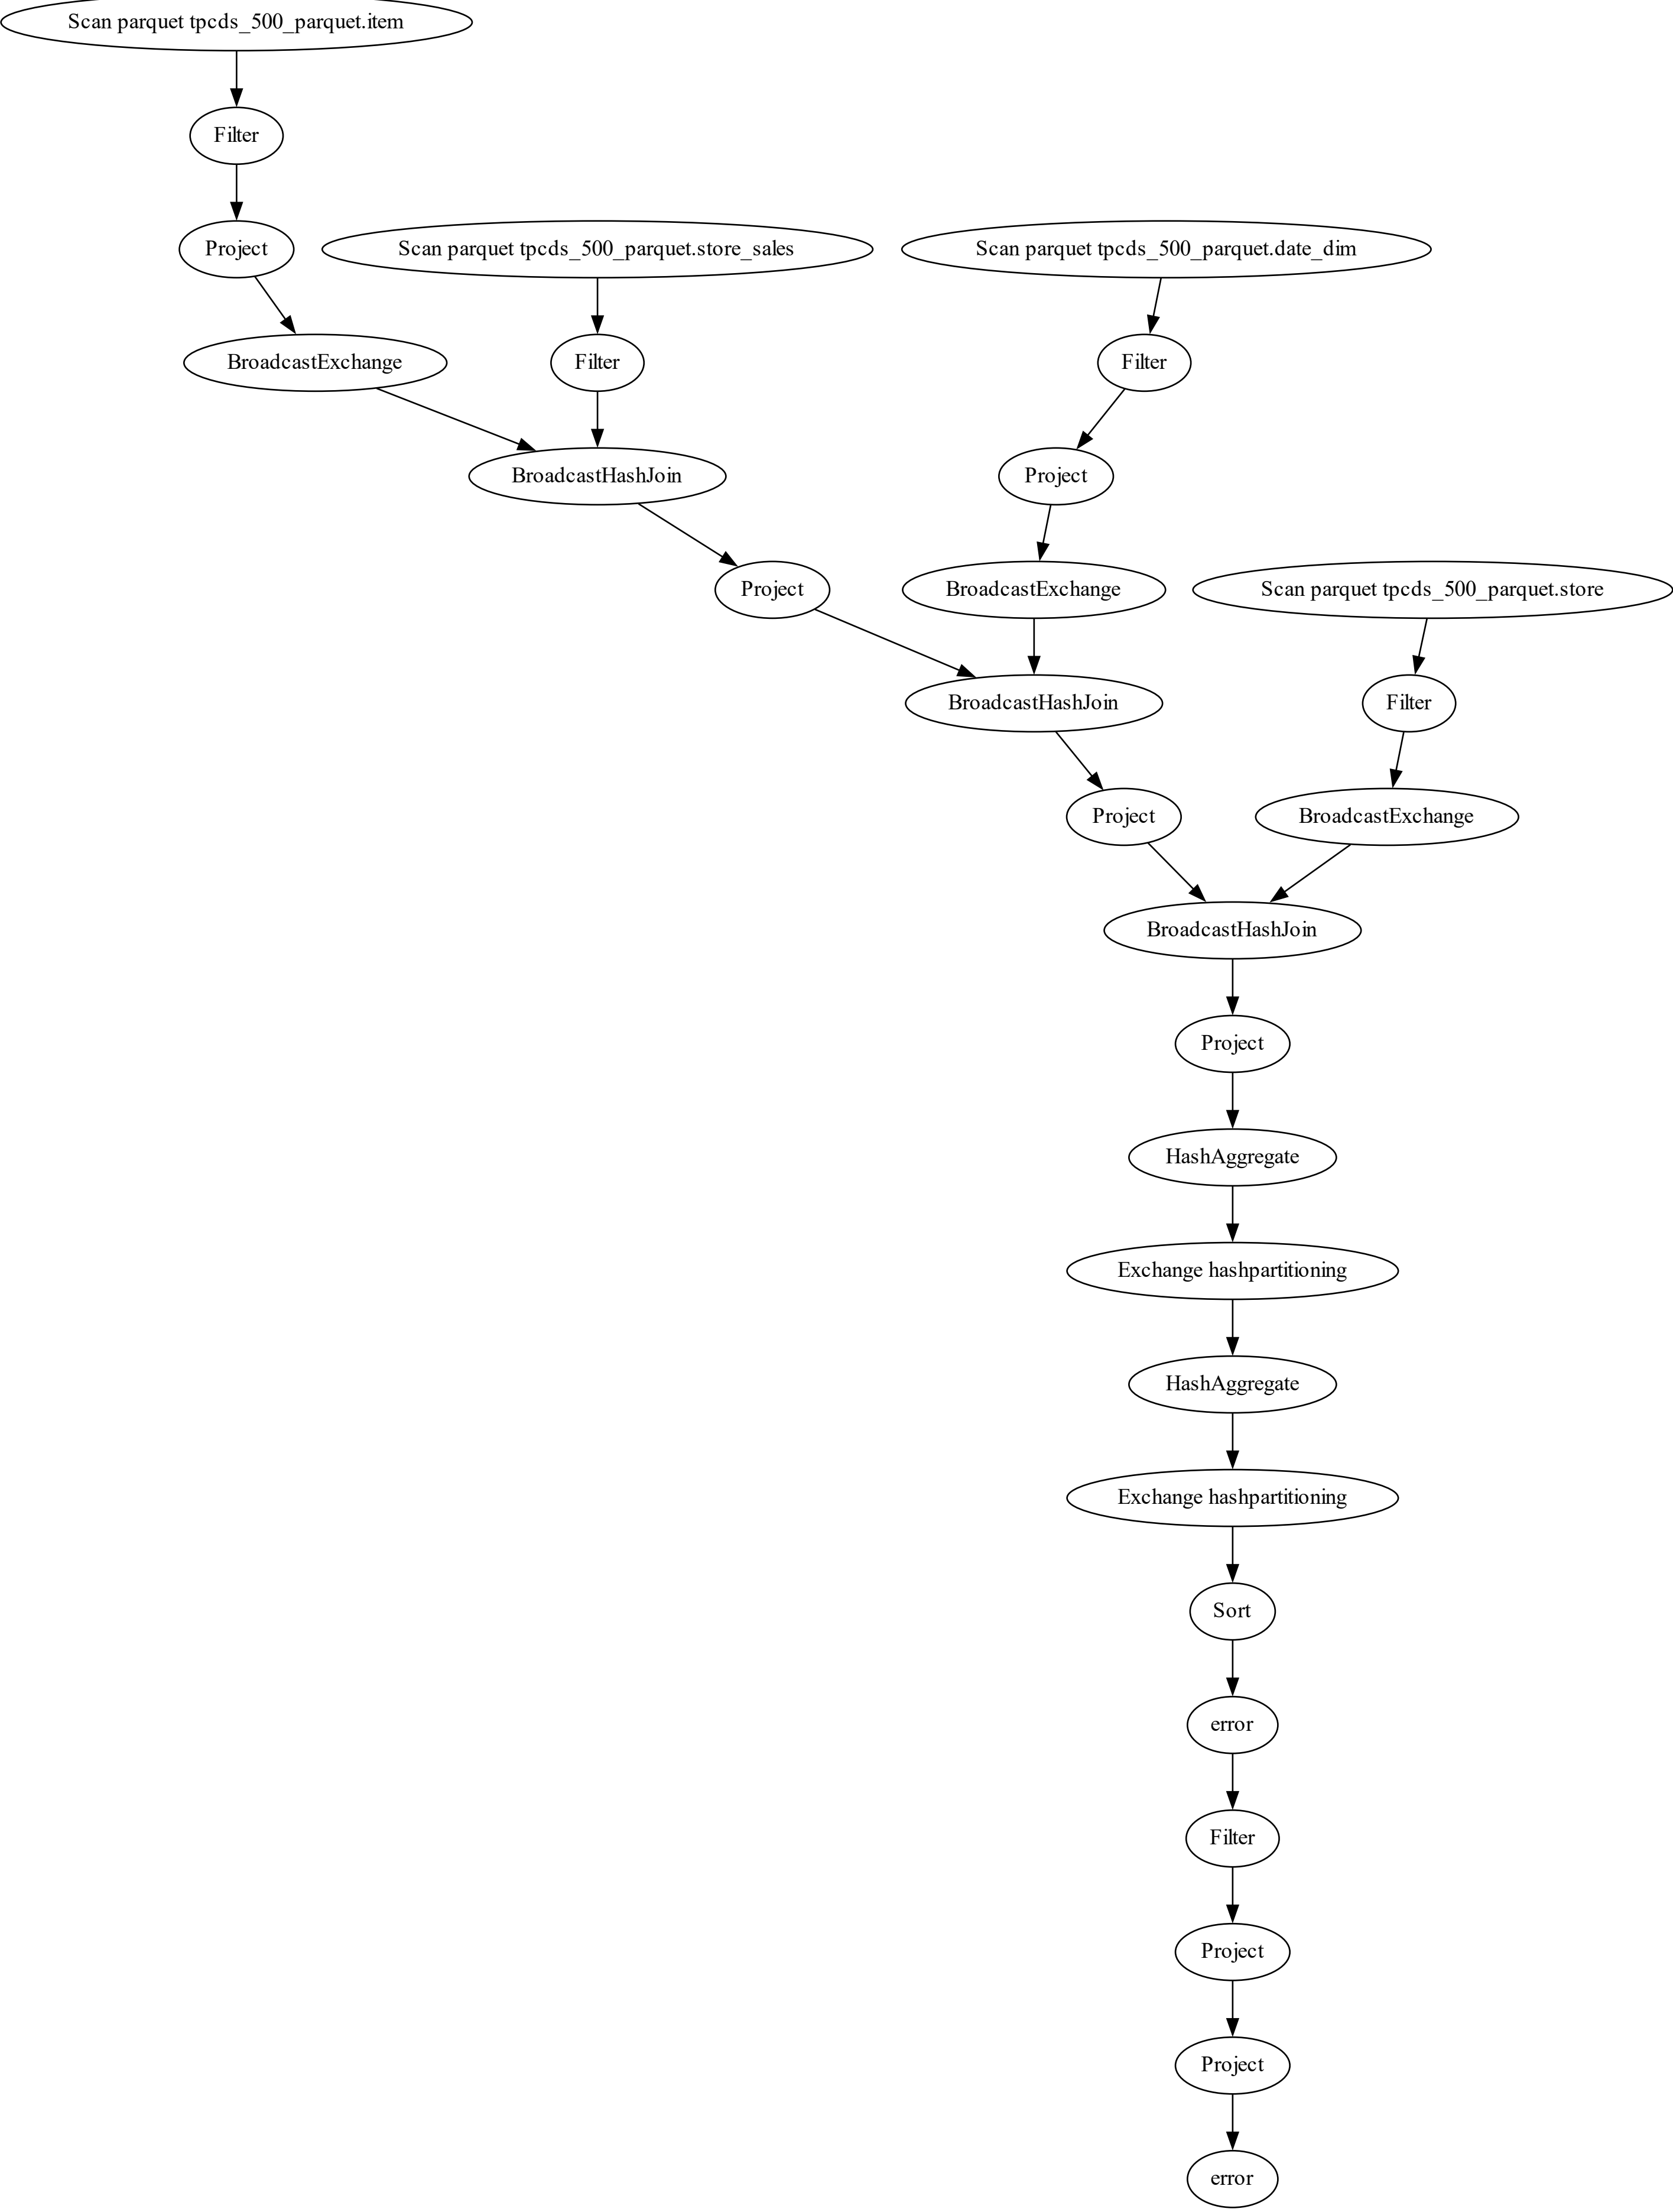 Scan parquet tpcds_500_parquet.item
Filter
Project
Scan parquet tpcds_500_parquet.store_sales
Scan parquet tpcds_500_parquet.date_dim
BroadcastExchange
Filter
Filter
BroadcastHashJoin
Project
Project
BroadcastExchange
Scan parquet tpcds_500_parquet.store
BroadcastHashJoin
Filter
Project
BroadcastExchange
BroadcastHashJoin
Project
HashAggregate
Exchange hashpartitioning
HashAggregate
Exchange hashpartitioning
Sort
error
Filter
Project
Project
error